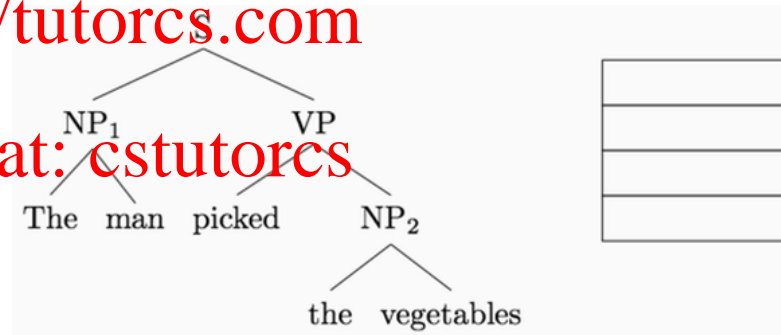 /tutorcs.com
S
NP₁ VP
at: cstutorcs
The man picked NP₂
the vegetables